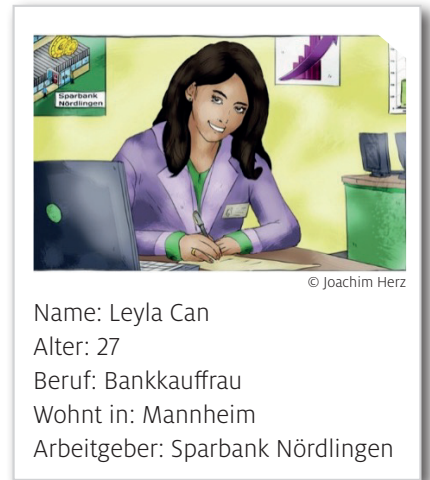 Sparbank
Nördlingen
© Joachim Herz
Name: Leyla Can
Alter: 27
Beruf: Bankkauffrau
Wohnt in: Mannheim
Arbeitgeber: Sparbank Nördlingen